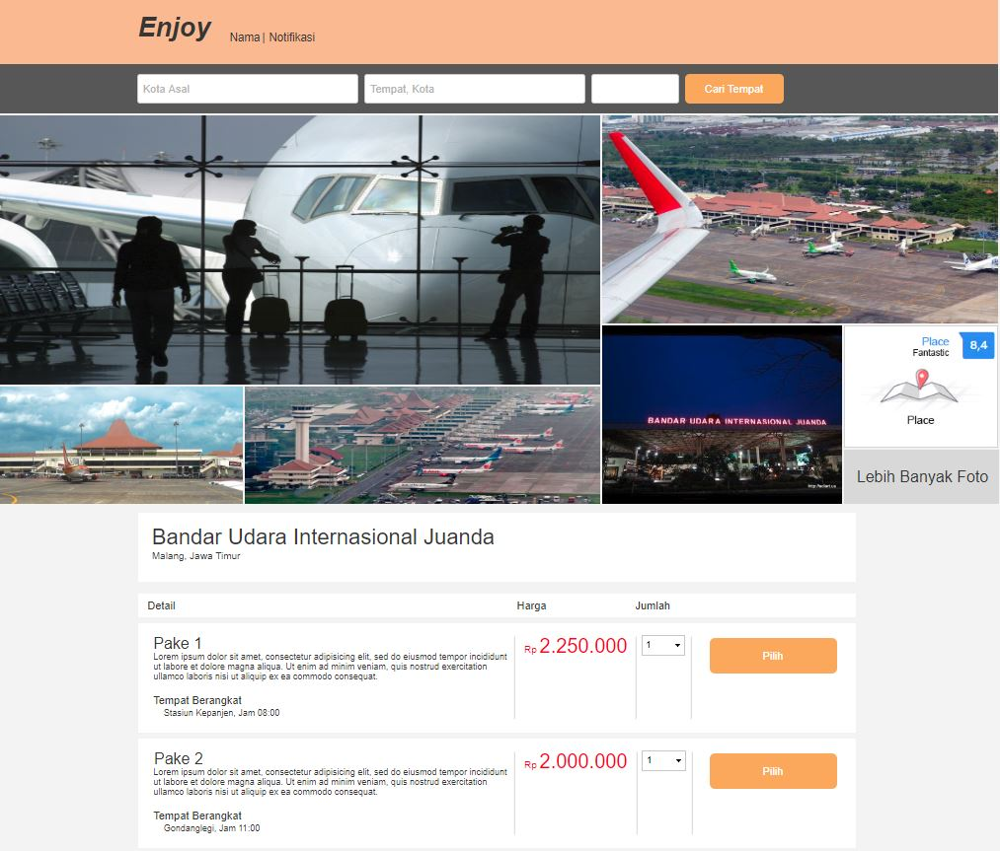 Enjoy
Nama | Notifikasi
Kota Asal
Tempat, Kota
Cari Tempat
Place
Fantastic
8,4
Place
BANDAR UDARA INTERNASIONAL JUANDA
Lebih Banyak Foto
Bandar Udara Internasional Juanda
Malang, Jawa Timur
Detail Harga Jumlah
Pake 1
Rp 2.250.000
1
Pilih
Lorem ipsum dolor sit amet, consectetur adipisicing elit, sed do eiusmod tempor incididunt
ut labore et dolore magna aliqua. Ut enim ad minim veniam, quis nostrud exercitation
ullamco laboris nisi ut aliquip ex ea commodo consequat.
Tempat Berangkat
Stasiun Kepanjen, Jam 08:00
Pake 2
Rp 2.000.000
1
Pilih
Lorem ipsum dolor sit amet, consectetur adipisicing elit, sed do eiusmod tempor incididunt
ut labore et dolore magna aliqua. Ut enim ad minim veniam, quis nostrud exercitation
ullamco laboris nisi ut aliquip ex ea commodo consequat.
Tempat Berangkat
Gondanglegi, Jam 11:00